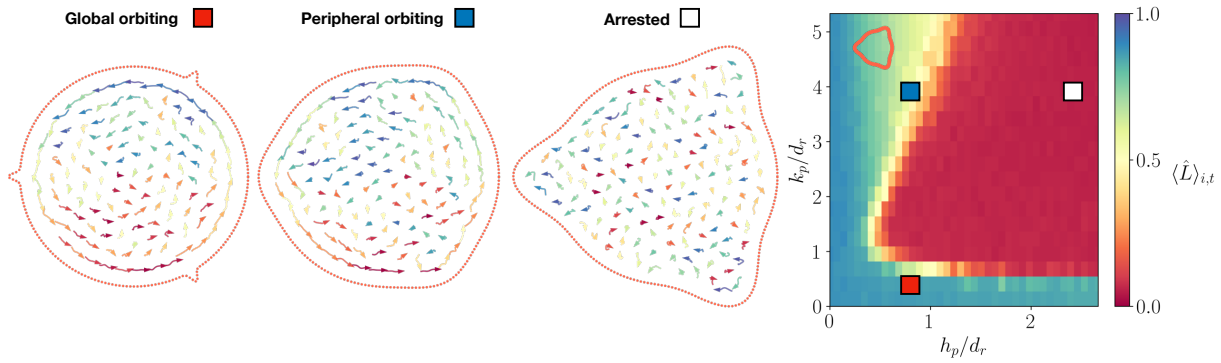 Global orbiting
Peripheral orbiting
Arrested
5
4
3
2
1
0
k_p/d_r
0
1
2
h_p/d_r
1.0
0.5
0.0
⟨L̂⟩_{i,t}